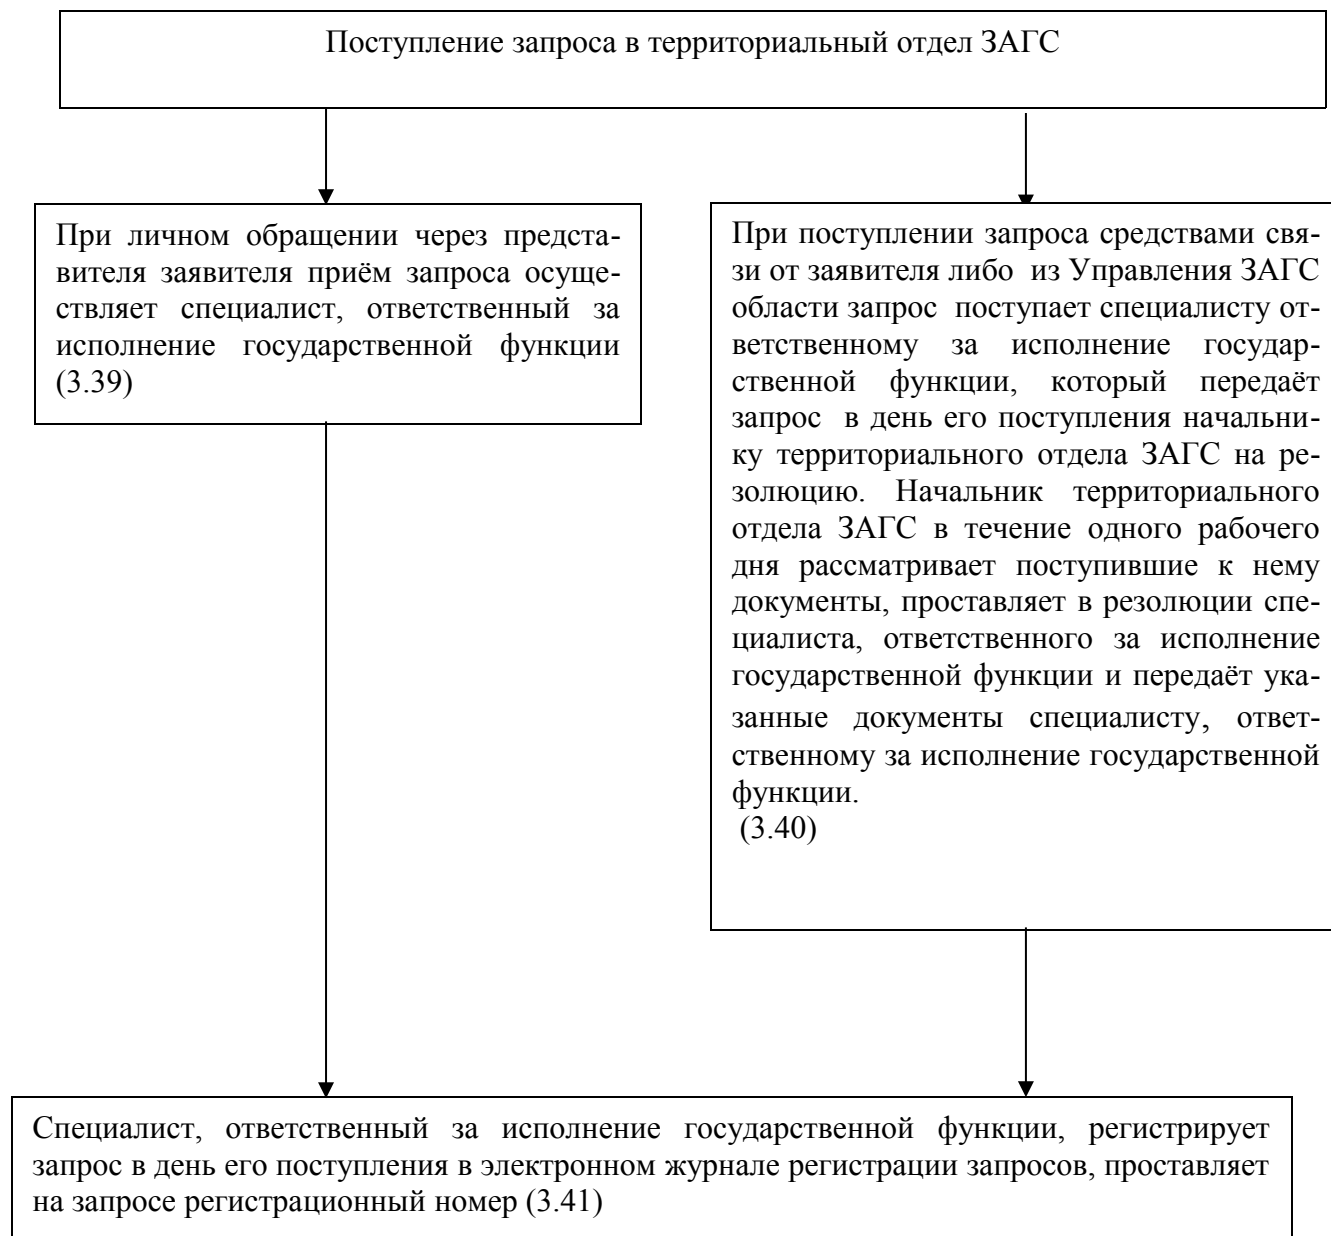 Поступление запроса в территориальный отдел ЗАГС
При личном обращении через предста-
вителя заявителя приём запроса осуще-
ствляет специалист, ответственный за
исполнение государственной функции
(3.39)
При поступлении запроса средствами свя-
зи от заявителя либо из Управления ЗАГС
области запрос поступает специалисту от-
ветственному за исполнение государ-
ственной функции, который передаёт
запрос в день его поступления начальни-
ку территориального отдела ЗАГС на ре-
золюцию. Начальник территориального
отдела ЗАГС в течение одного рабочего
дня рассматривает поступившие к нему
документы, проставляет в резолюции спе-
циалиста, ответственного за исполнение
государственной функции и передаёт ука-
занные документы специалисту, ответ-
ственному за исполнение государственной
функции.
(3.40)
Специалист, ответственный за исполнение государственной функции, регистрирует
запрос в день его поступления в электронном журнале регистрации запросов, проставляет
на запросе регистрационный номер (3.41)